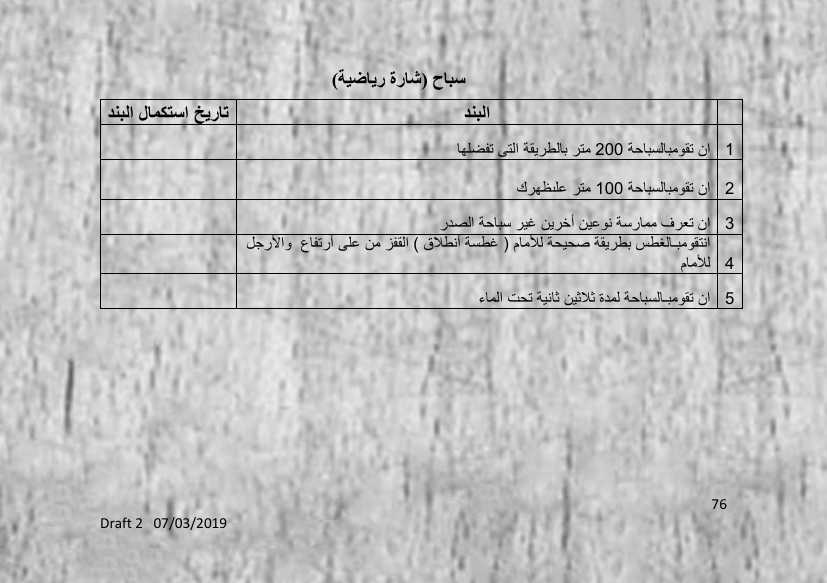 سباح (شارة رياضية)
البند	تاريخ استكمال البند
1	ان تقومبالسباحة 200 متر بالطريقة التى تفضلها
2	ان تقومبالسباحة 100 متر علىظهرك
3	ان تعرف ممارسة نوعين أخرين غير سباحة الصدر
4	انتقومبالغطس بطريقة صحيحة للأمام ( غطسة انطلاق ) القفز من على أرتفاع والأرجل
للأمام
5	ان تقومبالسباحة لمدة ثلاثين ثانية تحت الماء
76
Draft 2 07/03/2019